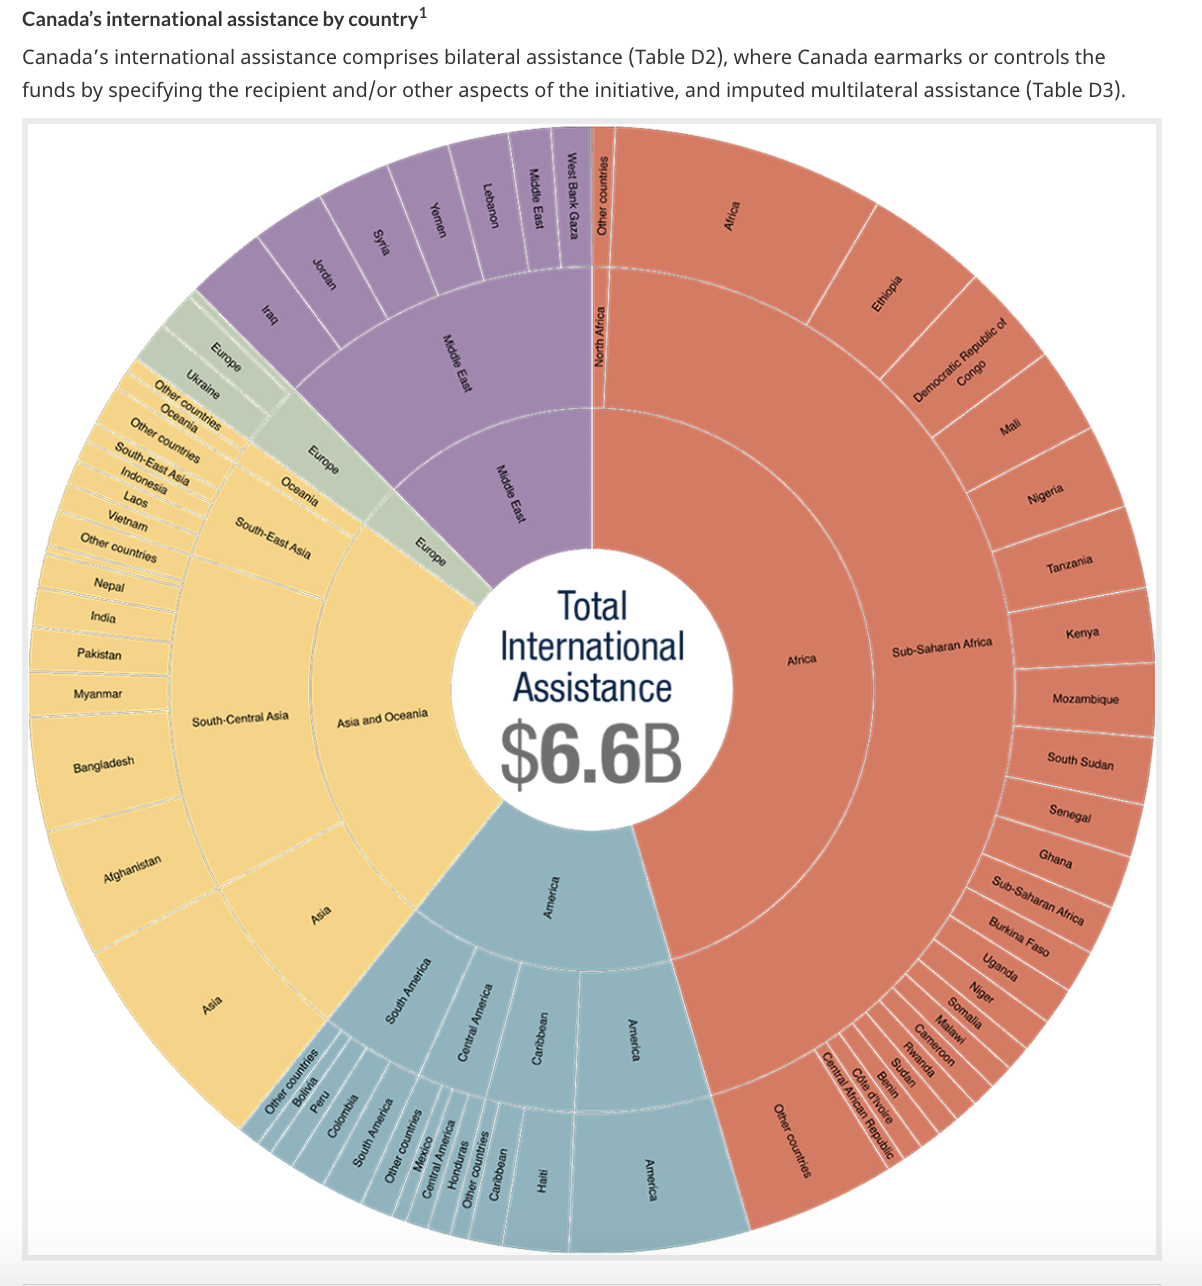 Canada's international assistance by country1
Canada's international assistance comprises bilateral assistance (Table D2), where Canada earmarks or controls the
funds by specifying the recipient and/or other aspects of the initiative, and imputed multilateral assistance (Table D3).
Total
International
Assistance
$6.6B
Africa
America
Asia and Oceania
Europe
Middle East
North Africa
Sub-Saharan Africa
America
Caribbean
Central America
South America
Asia
South-Central Asia
South-East Asia
Oceania
Europe
Middle East
Other countries
Africa
Ethiopia
Democratic Republic of
Congo
Mali
Nigeria
Tanzania
Kenya
Mozambique
South Sudan
Senegal
Ghana
Sub-Saharan Africa
Burkina Faso
Uganda
Niger
Somalia
Malawi
Cameroon
Rwanda
Sudan
Benin
Côte d'ivoire
Central African Republic
Other countries
America
Haiti
Caribbean
Other countries
Honduras
Central America
Mexico
Other countries
South America
Colombia
Peru
Bolivia
Other countries
Asia
Afghanistan
Bangladesh
Myanmar
Pakistan
India
Nepal
Other countries
Vietnam
Laos
Indonesia
South-East Asia
Other countries
Oceania
Other countries
Ukraine
Europe
Iraq
Jordan
Syria
Yemen
Lebanon
Middle East
West Bank Gaza